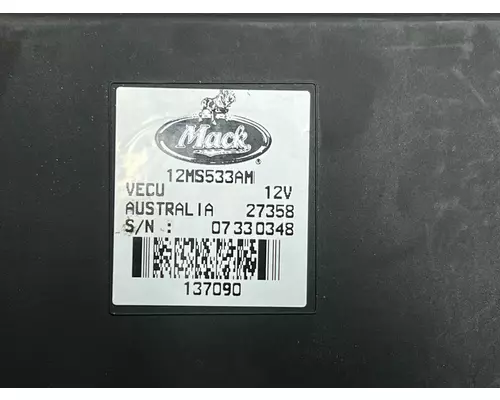 Mack
®
12MS533AM
VECU 12V
AUSTRALIA 27358
S/N : 07330348
137090